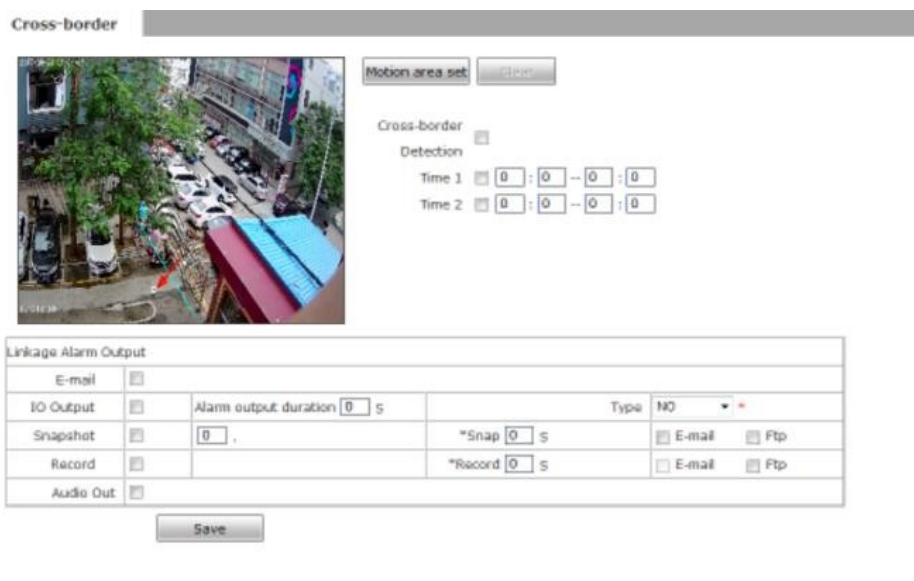 Cross-border
Motion area set Clear
Cross-border
Detection
Time 1 0 : 0 -- 0 : 0
Time 2 0 : 0 -- 0 : 0
Linkage Alarm Output
E-mail
IO Output Alarm output duration 0 S Type NO *
Snapshot 0 , *Snap 0 S E-mail Ftp
Record *Record 0 S E-mail Ftp
Audio Out
Save